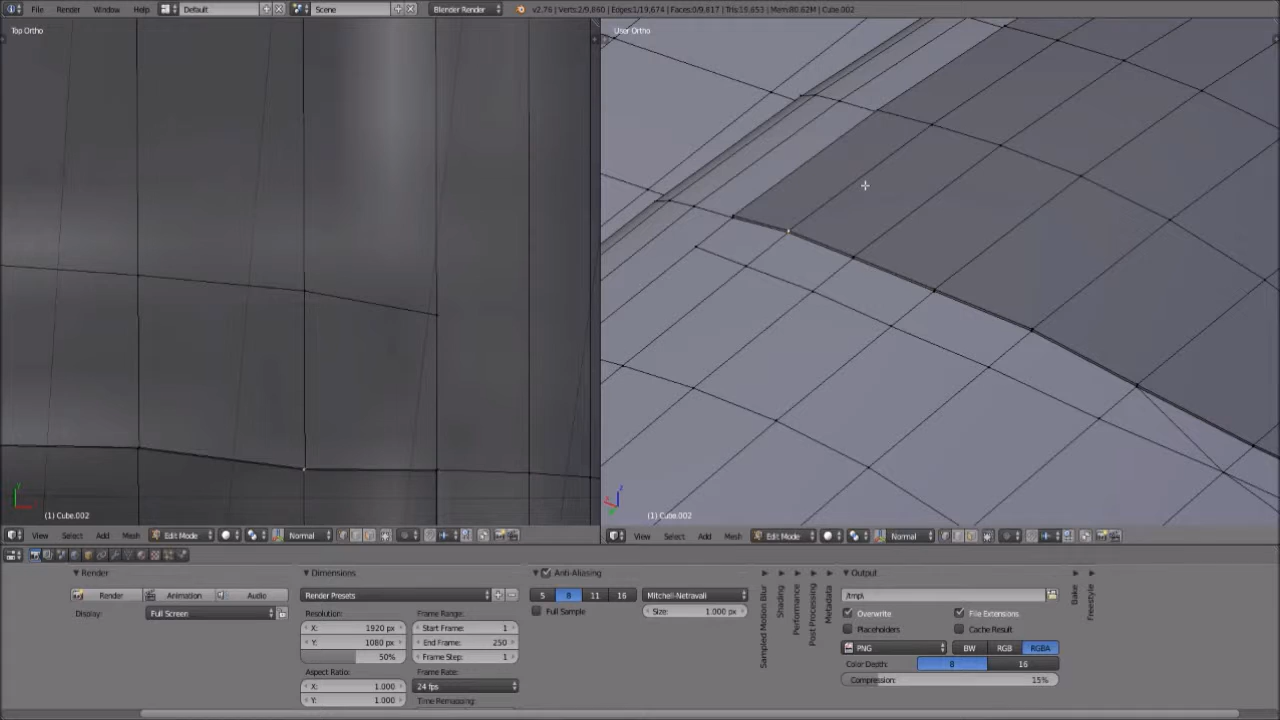 File Render Window Help Default Scene Blender Render v2.76 | Verts:2/9,860 | Edges:1/19,674 | Faces:0/9,817 | Tris:19,653 | Mem:80.62M | Cube.002
Top Ortho
User Ortho
(1) Cube.002
(1) Cube.002
View Select Add Mesh Edit Mode Normal
View Select Add Mesh Edit Mode Normal
Render
Render Animation Audio
Display: Full Screen
Dimensions
Render Presets
Resolution: Frame Range:
X: 1920 px Start Frame: 1
Y: 1080 px End Frame: 250
50% Frame Step: 1
Aspect Ratio: Frame Rate:
X: 1.000 24 fps
Y: 1.000 Time Remapping:
Anti-Aliasing
5 8 11 16 Mitchell-Netravali
Full Sample Size: 1.000 px
Sampled Motion Blur
Shading
Performance
Post Processing
Metadata
Output
/tmp\
Overwrite File Extensions
Placeholders Cache Result
PNG BW RGB RGBA
Color Depth: 8 16
Compression: 15%
Bake
Freestyle